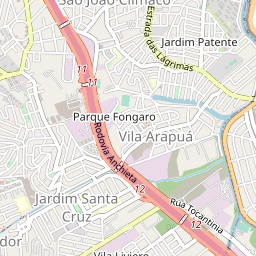 São João Clímaco
Estrada das Lágrimas
Jardim Patente
11
11
Parque Fongaro
Rodovia Anchieta
Vila Arapuá
12
12
Jardim Santa
Cruz
Rua Tocantínia
Vila Liviero